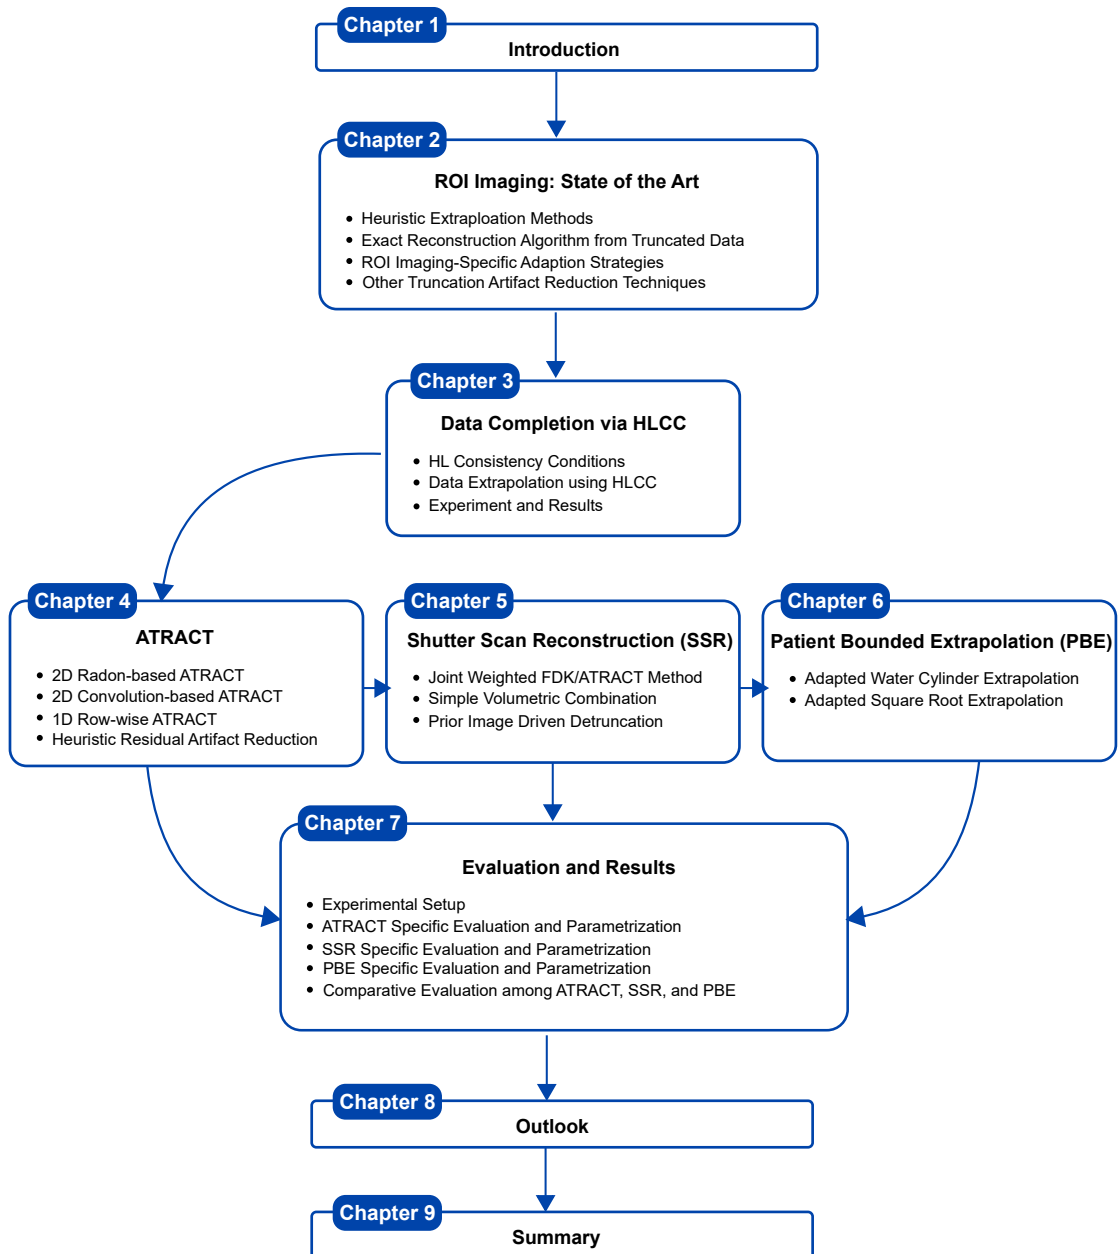 Chapter 1
Introduction
Chapter 2
ROI Imaging: State of the Art
• Heuristic Extraploation Methods
• Exact Reconstruction Algorithm from Truncated Data
• ROI Imaging-Specific Adaption Strategies
• Other Truncation Artifact Reduction Techniques
Chapter 3
Data Completion via HLCC
• HL Consistency Conditions
• Data Extrapolation using HLCC
• Experiment and Results
Chapter 4
ATRACT
• 2D Radon-based ATRACT
• 2D Convolution-based ATRACT
• 1D Row-wise ATRACT
• Heuristic Residual Artifact Reduction
Chapter 5
Shutter Scan Reconstruction (SSR)
• Joint Weighted FDK/ATRACT Method
• Simple Volumetric Combination
• Prior Image Driven Detruncation
Chapter 6
Patient Bounded Extrapolation (PBE)
• Adapted Water Cylinder Extrapolation
• Adapted Square Root Extrapolation
Chapter 7
Evaluation and Results
• Experimental Setup
• ATRACT Specific Evaluation and Parametrization
• SSR Specific Evaluation and Parametrization
• PBE Specific Evaluation and Parametrization
• Comparative Evaluation among ATRACT, SSR, and PBE
Chapter 8
Outlook
Chapter 9
Summary